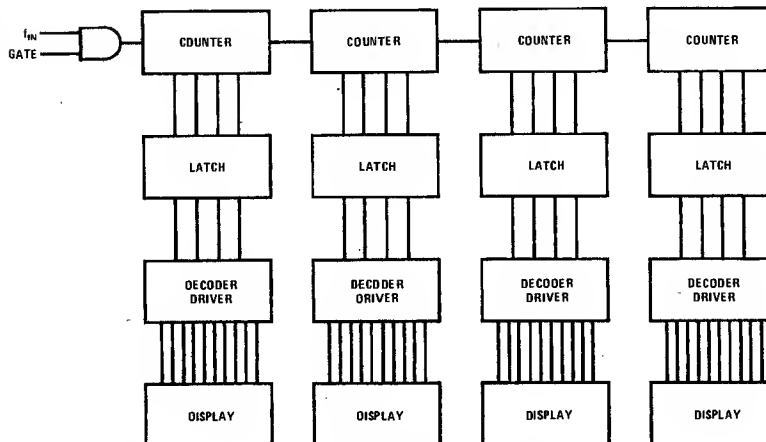 fIN
GATE
COUNTER COUNTER COUNTER COUNTER
LATCH LATCH LATCH LATCH
DECODER DRIVER
DECODER DRIVER
DECODER DRIVER
DECODER DRIVER
DISPLAY DISPLAY DISPLAY DISPLAY